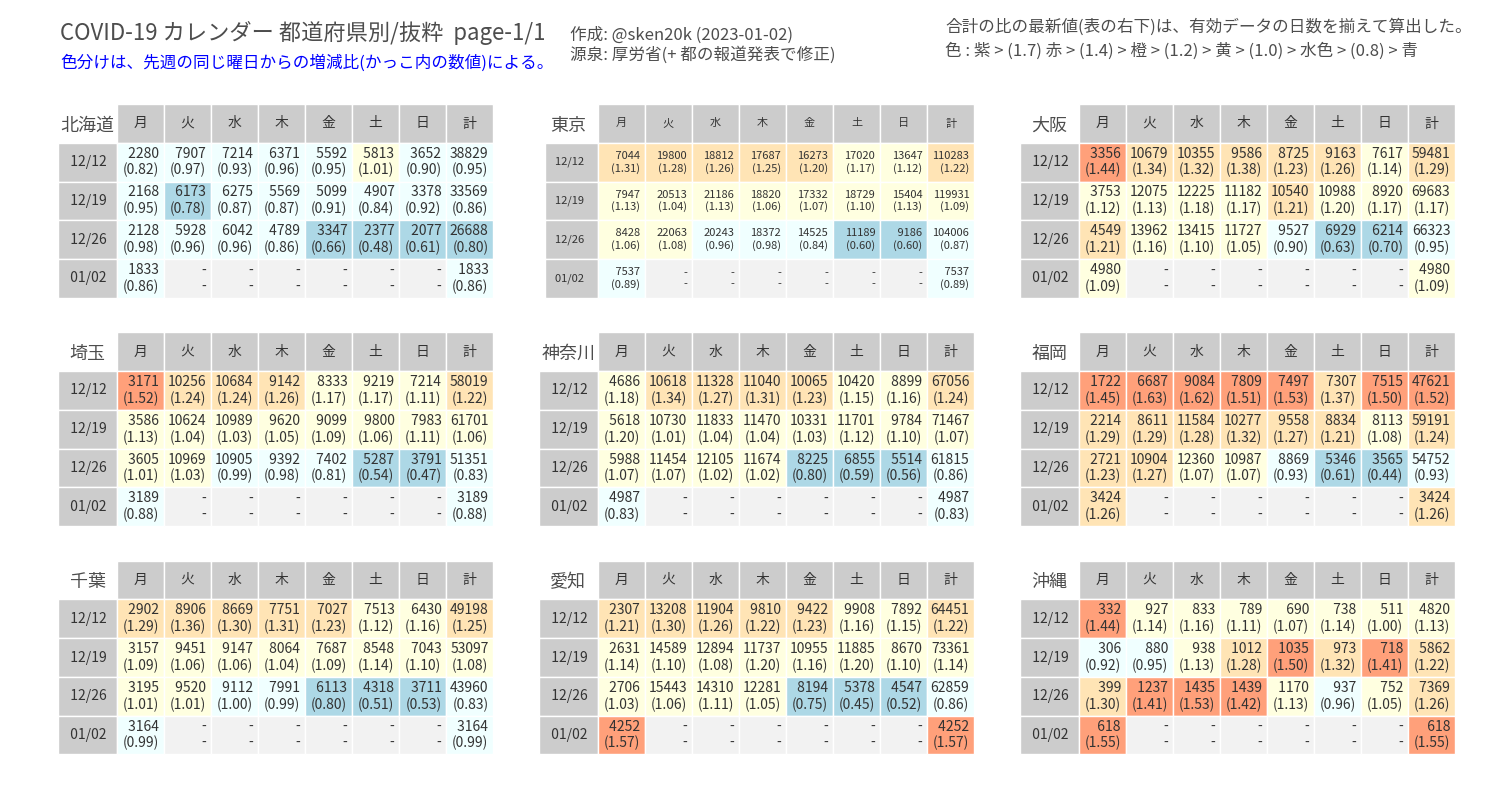 COVID-19 カレンダー 都道府県別/抜粋 page-1/1
色分けは、先週の同じ曜日からの増減比(かっこ内の数値)による。
作成: @sken20k (2023-01-02)
源泉: 厚労省(+ 都の報道発表で修正)
合計の比の最新値(表の右下)は、有効データの日数を揃えて算出した。
色 : 紫 > (1.7) 赤 > (1.4) > 橙 > (1.2) > 黄 > (1.0) > 水色 > (0.8) > 青
北海道 月 火 水 木 金 土 日 計
12/12 2280 7907 7214 6371 5592 5813 3652 38829
(0.82) (0.97) (0.93) (0.96) (0.95) (1.01) (0.90) (0.95)
12/19 2168 6173 6275 5569 5099 4907 3378 33569
(0.95) (0.78) (0.87) (0.87) (0.91) (0.84) (0.92) (0.86)
12/26 2128 5928 6042 4789 3347 2377 2077 26688
(0.98) (0.96) (0.96) (0.86) (0.66) (0.48) (0.61) (0.80)
01/02 1833 - - - - - - 1833
(0.86) - - - - - - (0.86)
東京 月 火 水 木 金 土 日 計
12/12 7044 19800 18812 17687 16273 17020 13647 110283
(1.31) (1.28) (1.26) (1.25) (1.20) (1.17) (1.12) (1.22)
12/19 7947 20513 21186 18820 17332 18729 15404 119931
(1.13) (1.04) (1.13) (1.06) (1.07) (1.10) (1.13) (1.09)
12/26 8428 22063 20243 18372 14525 11189 9186 104006
(1.06) (1.08) (0.96) (0.98) (0.84) (0.60) (0.60) (0.87)
01/02 7537 - - - - - - 7537
(0.89) - - - - - - (0.89)
大阪 月 火 水 木 金 土 日 計
12/12 3356 10679 10355 9586 8725 9163 7617 59481
(1.44) (1.34) (1.32) (1.38) (1.23) (1.26) (1.14) (1.29)
12/19 3753 12075 12225 11182 10540 10988 8920 69683
(1.12) (1.13) (1.18) (1.17) (1.21) (1.20) (1.17) (1.17)
12/26 4549 13962 13415 11727 9527 6929 6214 66323
(1.21) (1.16) (1.10) (1.05) (0.90) (0.63) (0.70) (0.95)
01/02 4980 - - - - - - 4980
(1.09) - - - - - - (1.09)
埼玉 月 火 水 木 金 土 日 計
12/12 3171 10256 10684 9142 8333 9219 7214 58019
(1.52) (1.24) (1.24) (1.26) (1.17) (1.17) (1.11) (1.22)
12/19 3586 10624 10989 9620 9099 9800 7983 61701
(1.13) (1.04) (1.03) (1.05) (1.09) (1.06) (1.11) (1.06)
12/26 3605 10969 10905 9392 7402 5287 3791 51351
(1.01) (1.03) (0.99) (0.98) (0.81) (0.54) (0.47) (0.83)
01/02 3189 - - - - - - 3189
(0.88) - - - - - - (0.88)
神奈川 月 火 水 木 金 土 日 計
12/12 4686 10618 11328 11040 10065 10420 8899 67056
(1.18) (1.34) (1.27) (1.31) (1.23) (1.15) (1.16) (1.24)
12/19 5618 10730 11833 11470 10331 11701 9784 71467
(1.20) (1.01) (1.04) (1.04) (1.03) (1.12) (1.10) (1.07)
12/26 5988 11454 12105 11674 8225 6855 5514 61815
(1.07) (1.07) (1.02) (1.02) (0.80) (0.59) (0.56) (0.86)
01/02 4987 - - - - - - 4987
(0.83) - - - - - - (0.83)
福岡 月 火 水 木 金 土 日 計
12/12 1722 6687 9084 7809 7497 7307 7515 47621
(1.45) (1.63) (1.62) (1.51) (1.53) (1.37) (1.50) (1.52)
12/19 2214 8611 11584 10277 9558 8834 8113 59191
(1.29) (1.29) (1.28) (1.32) (1.27) (1.21) (1.08) (1.24)
12/26 2721 10904 12360 10987 8869 5346 3565 54752
(1.23) (1.27) (1.07) (1.07) (0.93) (0.61) (0.44) (0.93)
01/02 3424 - - - - - - 3424
(1.26) - - - - - - (1.26)
千葉 月 火 水 木 金 土 日 計
12/12 2902 8906 8669 7751 7027 7513 6430 49198
(1.29) (1.36) (1.30) (1.31) (1.23) (1.12) (1.16) (1.25)
12/19 3157 9451 9147 8064 7687 8548 7043 53097
(1.09) (1.06) (1.06) (1.04) (1.09) (1.14) (1.10) (1.08)
12/26 3195 9520 9112 7991 6113 4318 3711 43960
(1.01) (1.01) (1.00) (0.99) (0.80) (0.51) (0.53) (0.83)
01/02 3164 - - - - - - 3164
(0.99) - - - - - - (0.99)
愛知 月 火 水 木 金 土 日 計
12/12 2307 13208 11904 9810 9422 9908 7892 64451
(1.21) (1.30) (1.26) (1.22) (1.23) (1.16) (1.15) (1.22)
12/19 2631 14589 12894 11737 10955 11885 8670 73361
(1.14) (1.10) (1.08) (1.20) (1.16) (1.20) (1.10) (1.14)
12/26 2706 15443 14310 12281 8194 5378 4547 62859
(1.03) (1.06) (1.11) (1.05) (0.75) (0.45) (0.52) (0.86)
01/02 4252 - - - - - - 4252
(1.57) - - - - - - (1.57)
沖縄 月 火 水 木 金 土 日 計
12/12 332 927 833 789 690 738 511 4820
(1.44) (1.14) (1.16) (1.11) (1.07) (1.14) (1.00) (1.13)
12/19 306 880 938 1012 1035 973 718 5862
(0.92) (0.95) (1.13) (1.28) (1.50) (1.32) (1.41) (1.22)
12/26 399 1237 1435 1439 1170 937 752 7369
(1.30) (1.41) (1.53) (1.42) (1.13) (0.96) (1.05) (1.26)
01/02 618 - - - - - - 618
(1.55) - - - - - - (1.55)